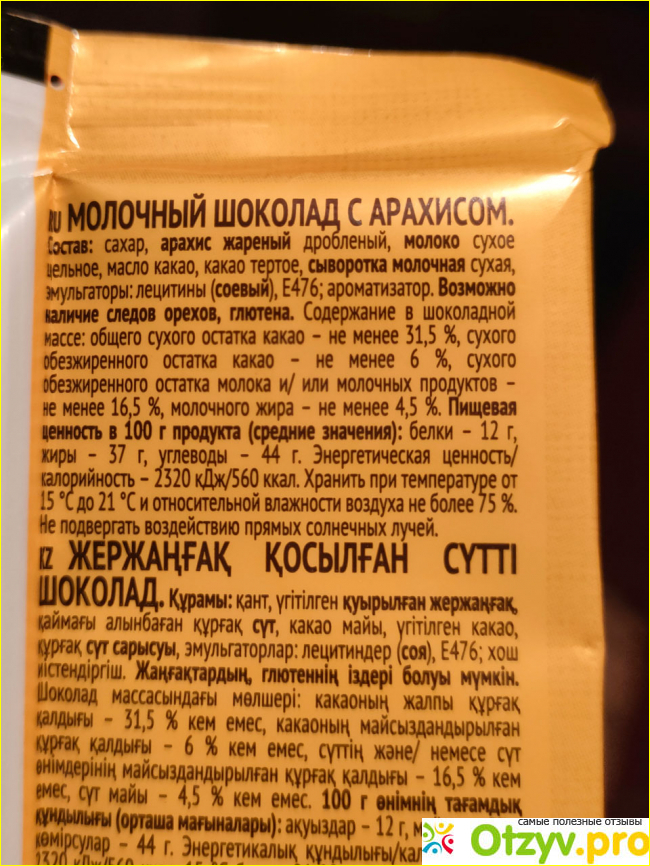 RU МОЛОЧНЫЙ ШОКОЛАД С АРАХИСОМ.
Состав: сахар, арахис жареный дробленый, молоко сухое
цельное, масло какао, какао тертое, сыворотка молочная сухая,
эмульгаторы: лецитины (соевый), Е476; ароматизатор. Возможно
наличие следов орехов, глютена. Содержание в шоколадной
массе: общего сухого остатка какао – не менее 31,5 %, сухого
обезжиренного остатка какао – не менее 6 %, сухого
обезжиренного остатка молока и/ или молочных продуктов –
не менее 16,5 %, молочного жира – не менее 4,5 %. Пищевая
ценность в 100 г продукта (средние значения): белки – 12 г,
жиры – 37 г, углеводы – 44 г. Энергетическая ценность/
калорийность – 2320 кДж/560 ккал. Хранить при температуре от
15 °С до 21 °С и относительной влажности воздуха не более 75 %.
Не подвергать воздействию прямых солнечных лучей.
KZ ЖЕРЖАҢҒАҚ ҚОСЫЛҒАН СҮТТІ
ШОКОЛАД. Құрамы: қант, үгітілген қуырылған жержаңғақ,
қаймағы алынбаған құрғақ сүт, какао майы, үгітілген какао,
құрғақ сүт сарысуы, эмульгаторлар: лецитиндер (соя), Е476; хош
иістендіргіш. Жаңғақтардың, глютеннің іздері болуы мүмкін.
Шоколад массасындағы мөлшері: какаоның жалпы құрғақ
қалдығы – 31,5 % кем емес, какаоның майсыздандырылған
құрғақ қалдығы – 6 % кем емес, сүттің және/ немесе сүт
өнімдерінің майсыздандырылған құрғақ қалдығы – 16,5 % кем
емес, сүт майы – 4,5 % кем емес. 100 г өнімнің тағамдық
құндылығы (орташа мағыналары): ақуыздар – 12 г,
көмірсулар – 44 г. Энергетикалық құндылығы/
самые полезные отзывы
Otzyv.pro